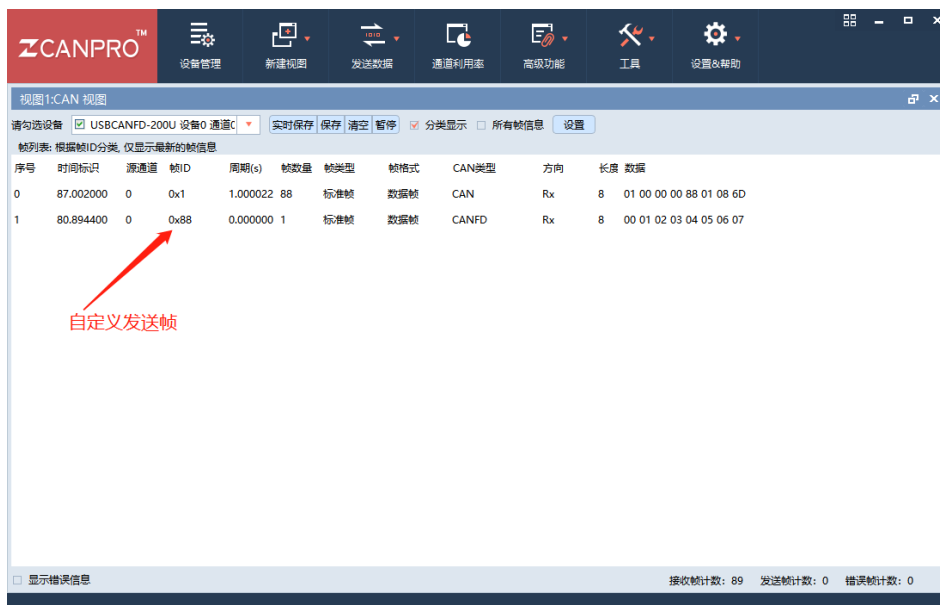 ZCANPRO™
设备管理 新建视图 发送数据 通道利用率 高级功能 工具 设置&帮助
视图1:CAN 视图
请勾选设备 USBCANFD-200U 设备0 通道0 实时保存 保存 清空 暂停 分类显示 所有帧信息 设置
帧列表: 根据帧ID分类, 仅显示最新的帧信息
序号 时间标识 源通道 帧ID 周期(s) 帧数量 帧类型 帧格式 CAN类型 方向 长度 数据
0 87.002000 0 0x1 1.000022 88 标准帧 数据帧 CAN Rx 8 01 00 00 00 88 01 08 6D
1 80.894400 0 0x88 0.000000 1 标准帧 数据帧 CANFD Rx 8 00 01 02 03 04 05 06 07
自定义发送帧
显示错误信息 接收帧计数: 89 发送帧计数: 0 错误帧计数: 0